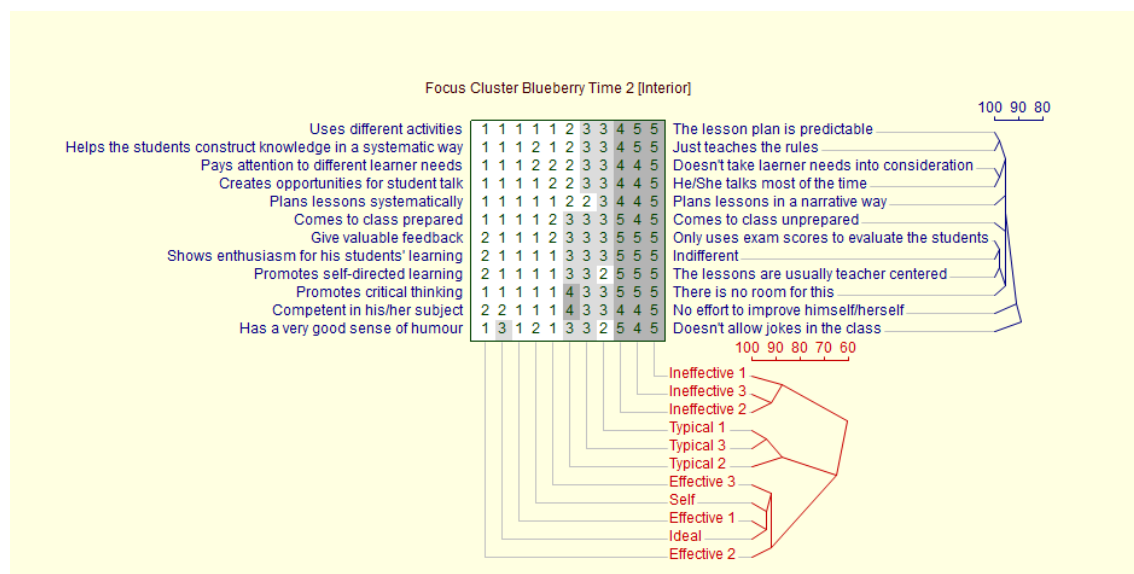 Focus Cluster Blueberry Time 2 [Interior]
100 90 80
Uses different activities 1 1 1 1 1 2 3 3 4 5 5 The lesson plan is predictable
Helps the students construct knowledge in a systematic way 1 1 1 2 1 2 3 3 4 4 5 Just teaches the rules
Pays attention to different learner needs 1 1 1 2 2 2 3 3 4 4 5 Doesn't take laerner needs into consideration
Creates opportunities for student talk 1 1 1 1 2 2 3 3 4 4 5 He/She talks most of the time
Plans lessons systematically 1 1 1 1 1 2 2 3 4 4 5 Plans lessons in a narrative way
Comes to class prepared 1 1 1 1 2 3 3 3 5 4 5 Comes to class unprepared
Give valuable feedback 2 1 1 1 2 3 3 3 5 5 5 Only uses exam scores to evaluate the students
Shows enthusiasm for his students' learning 2 1 1 1 1 3 3 3 5 5 5 Indifferent
Promotes self-directed learning 2 1 1 1 1 3 3 2 5 5 5 The lessons are usually teacher centered
Promotes critical thinking 1 1 1 1 1 4 3 3 5 5 5 There is no room for this
Competent in his/her subject 2 2 1 1 1 4 3 3 4 4 5 No effort to improve himself/herself
Has a very good sense of humour 1 3 1 2 1 3 3 2 5 4 5 Doesn't allow jokes in the class
100 90 80 70 60
Ineffective 1
Ineffective 3
Ineffective 2
Typical 1
Typical 3
Typical 2
Effective 3
Self
Effective 1
Ideal
Effective 2